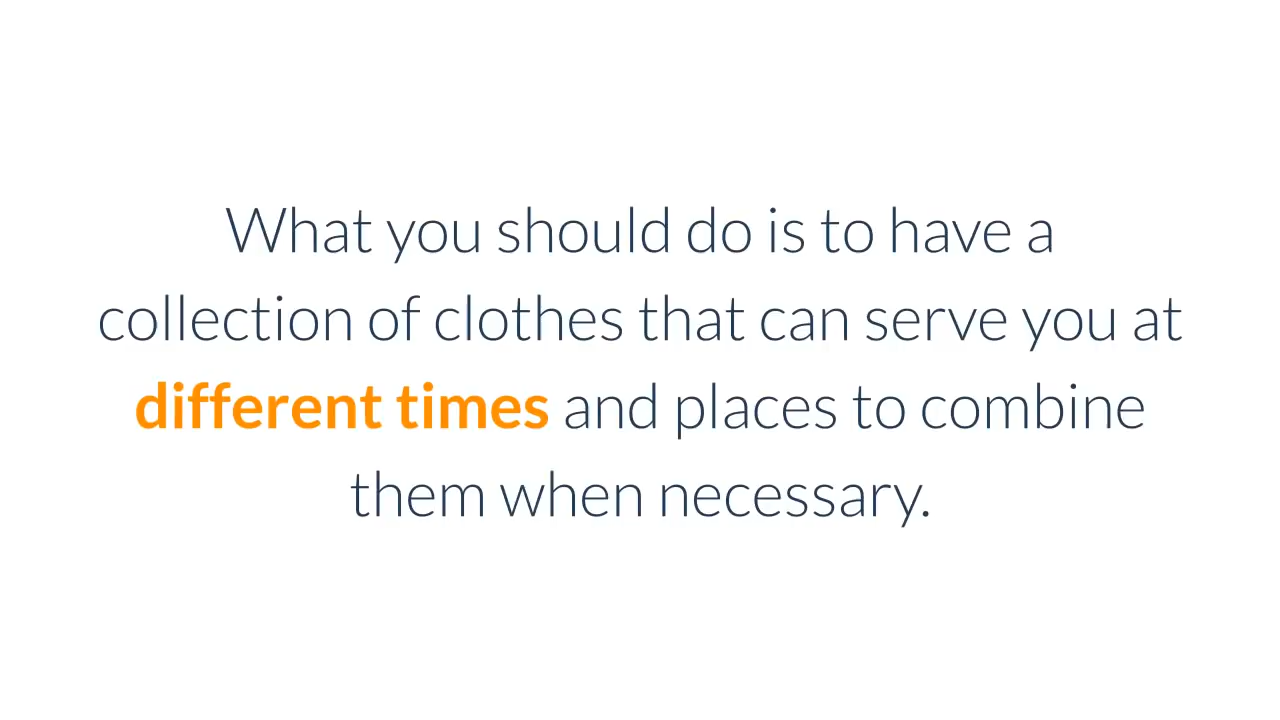 What you should do is to have a
collection of clothes that can serve you at
different times and places to combine
them when necessary.